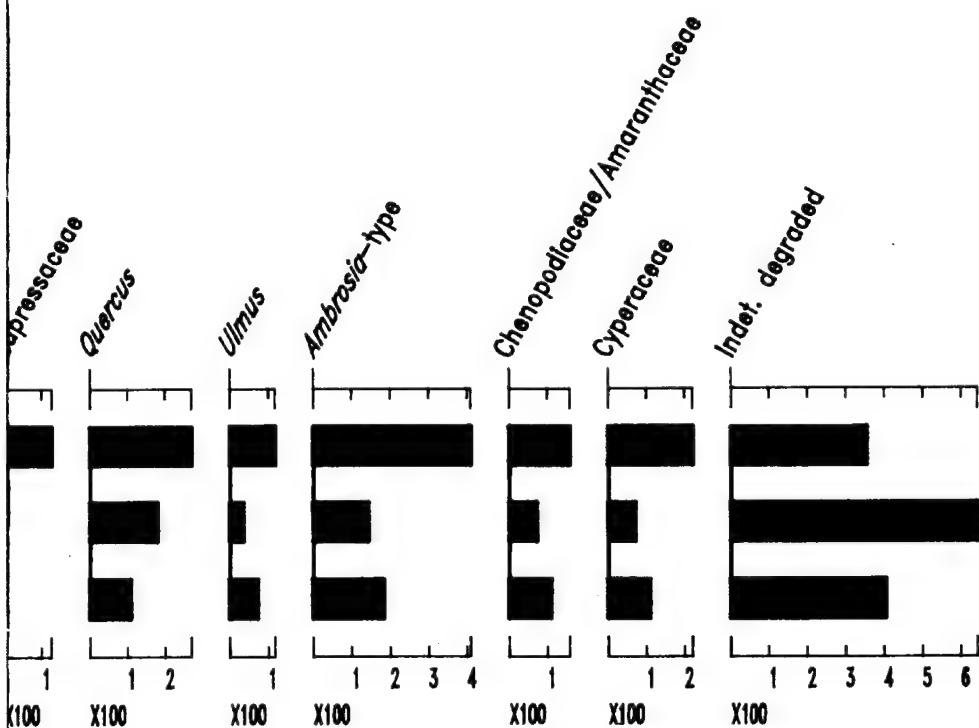 apressaceae
Quercus
Ulmus
Ambrosia-type
Chenopodiaceae/Amaranthaceae
Cyperaceae
Indet. degraded
1 1 2 1 1 2 3 4 1 1 2 1 2 3 4 5 6
X100 X100 X100 X100 X100 X100 X100